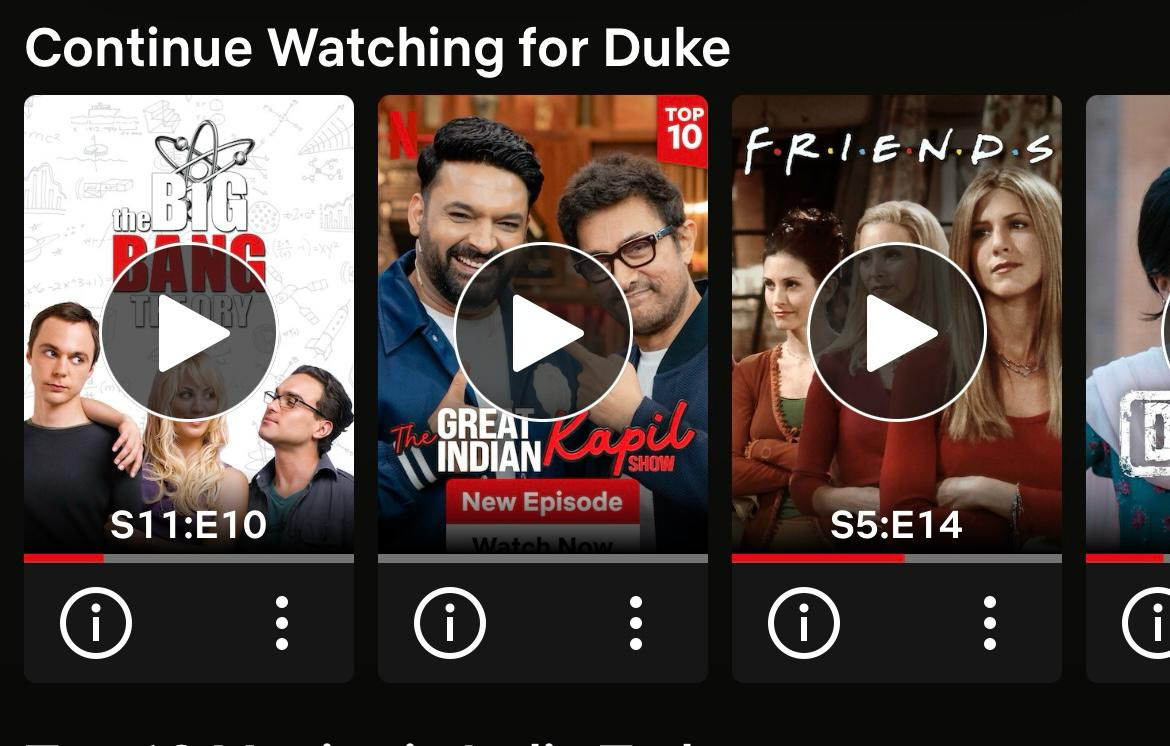 Continue Watching for Duke
the BIG
BANG
THEORY
S11:E10
N
TOP
10
The GREAT
INDIAN Kapil
SHOW
New Episode
Watch Now
F.R.I.E.N.D.S
S5:E14